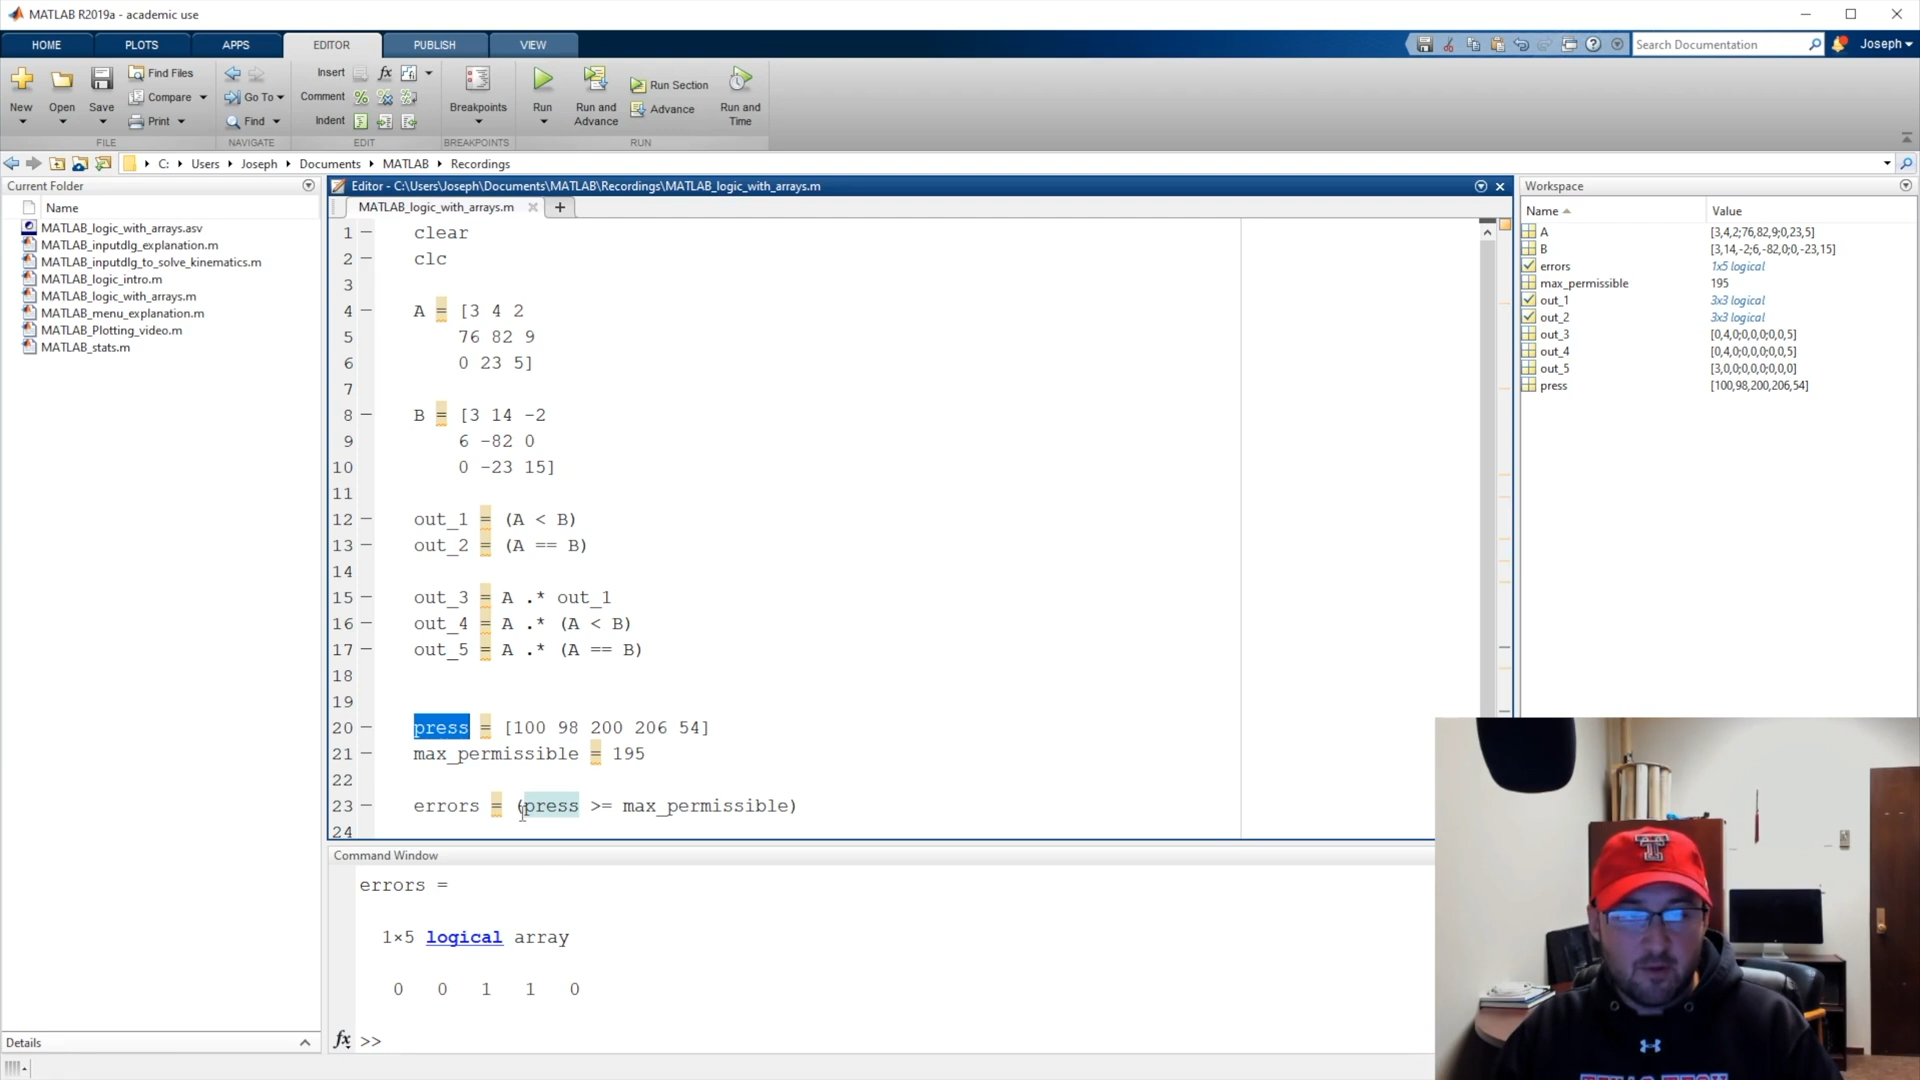 MATLAB R2019a - academic use
HOME PLOTS APPS EDITOR PUBLISH VIEW
Search Documentation Joseph
New Open Save
Find Files
Compare
Print
FILE
Go To
Find
NAVIGATE
Insert fx
Comment
Indent
EDIT
Breakpoints
BREAKPOINTS
Run
Run and Advance
Run Section
Advance
Run and Time
RUN
C: Users Joseph Documents MATLAB Recordings
Current Folder
Name
MATLAB_logic_with_arrays.asv
MATLAB_inputdlg_explanation.m
MATLAB_inputdlg_to_solve_kinematics.m
MATLAB_logic_intro.m
MATLAB_logic_with_arrays.m
MATLAB_menu_explanation.m
MATLAB_Plotting_video.m
MATLAB_stats.m
Details
Editor - C:\Users\Joseph\Documents\MATLAB\Recordings\MATLAB_logic_with_arrays.m
MATLAB_logic_with_arrays.m
1 clear
2 clc
3
4 A = [3 4 2
5 76 82 9
6 0 23 5]
7
8 B = [3 14 -2
9 6 -82 0
10 0 -23 15]
11
12 out_1 = (A < B)
13 out_2 = (A == B)
14
15 out_3 = A .* out_1
16 out_4 = A .* (A < B)
17 out_5 = A .* (A == B)
18
19
20 press = [100 98 200 206 54]
21 max_permissible = 195
22
23 errors = (press >= max_permissible)
24
Command Window
errors =
1×5 logical array
0 0 1 1 0
fx >>
Workspace
Name Value
A [3,4,2;76,82,9;0,23,5]
B [3,14,-2;6,-82,0;0,-23,15]
errors 1x5 logical
max_permissible 195
out_1 3x3 logical
out_2 3x3 logical
out_3 [0,4,0;0,0,0;0,0,5]
out_4 [0,4,0;0,0,0;0,0,5]
out_5 [3,0,0;0,0,0;0,0,0]
press [100,98,200,206,54]